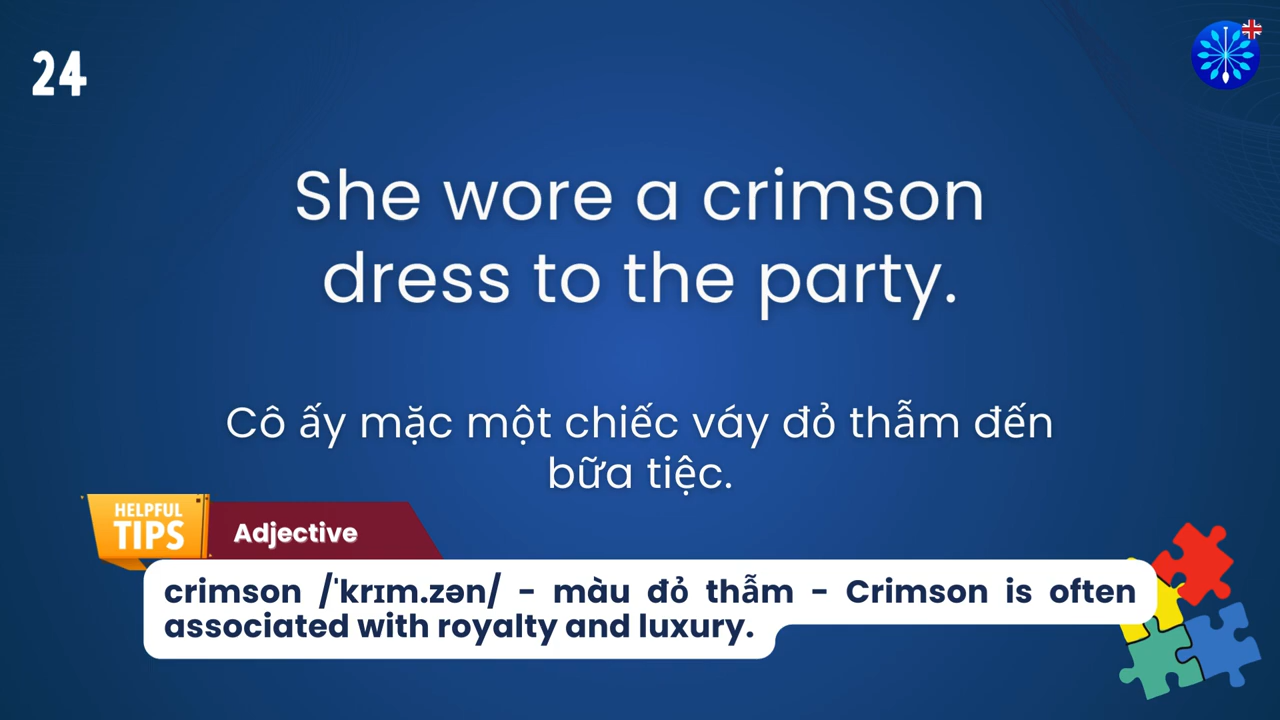 24
She wore a crimson
dress to the party.
Cô ấy mặc một chiếc váy đỏ thẫm đến
bữa tiệc.
HELPFUL
TIPS
Adjective
crimson /ˈkrɪm.zən/ - màu đỏ thẫm - Crimson is often
associated with royalty and luxury.